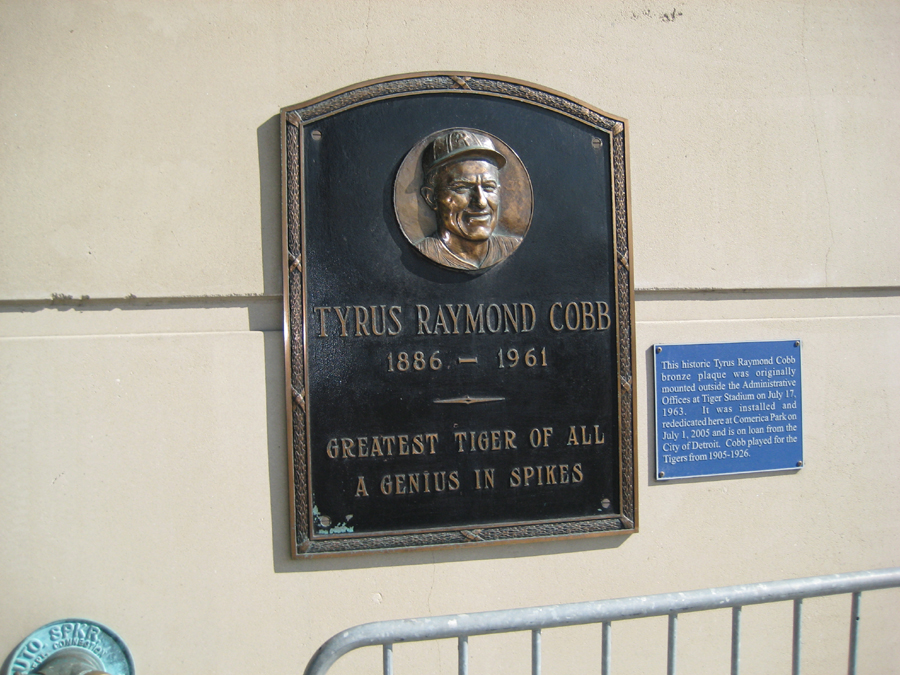 TYRUS RAYMOND COBB
1886 — 1961
GREATEST TIGER OF ALL
A GENIUS IN SPIKES
This historic Tyrus Raymond Cobb
bronze plaque was originally
mounted outside the Administrative
Offices at Tiger Stadium on July 17,
1963. It was installed and
rededicated here at Comerica Park on
July 1, 2005 and is on loan from the
City of Detroit. Cobb played for the
Tigers from 1905-1926.
AUTO. SPKR.
CONNECTION